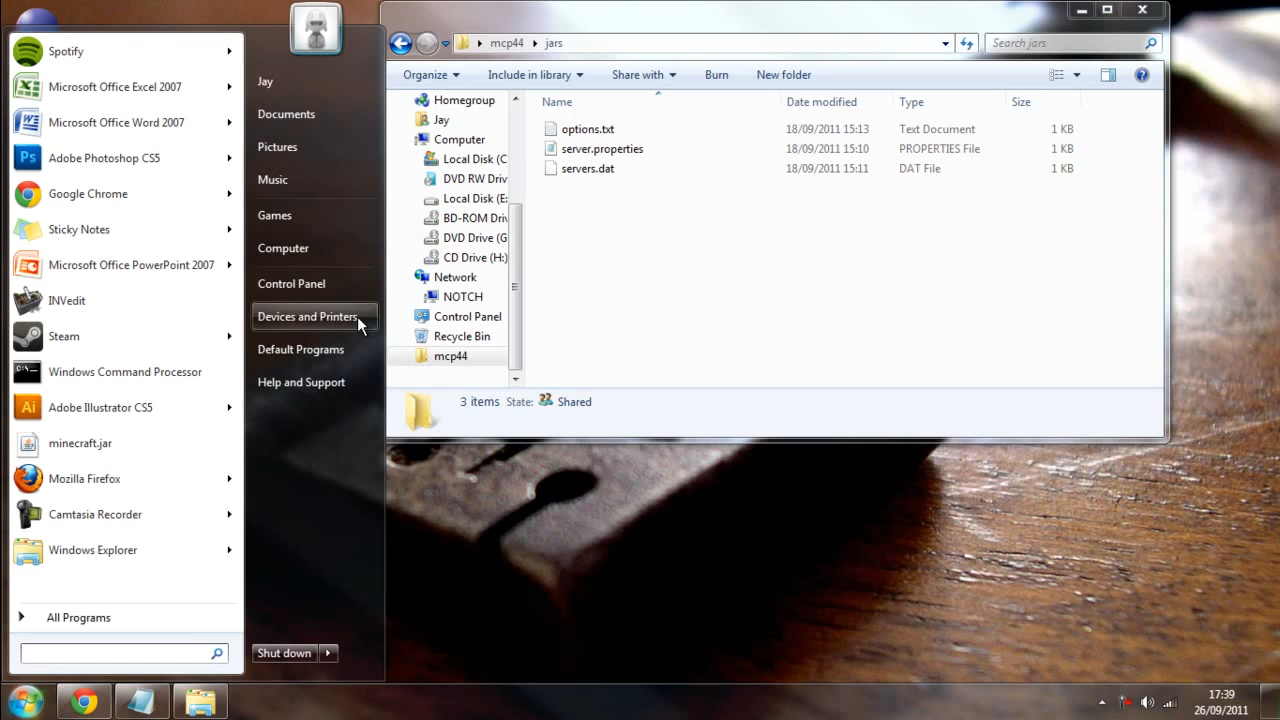 Spotify
Microsoft Office Excel 2007
Microsoft Office Word 2007
Adobe Photoshop CS5
Google Chrome
Sticky Notes
Microsoft Office PowerPoint 2007
INVedit
Steam
Windows Command Processor
Adobe Illustrator CS5
minecraft.jar
Mozilla Firefox
Camtasia Recorder
Windows Explorer
All Programs
Jay
Documents
Pictures
Music
Games
Computer
Control Panel
Devices and Printers
Default Programs
Help and Support
Shut down
mcp44 jars
Search jars
Organize Include in library Share with Burn New folder
Homegroup
Jay
Computer
Local Disk (C
DVD RW Driv
Local Disk (E:
BD-ROM Driv
DVD Drive (G
CD Drive (H:)
Network
NOTCH
Control Panel
Recycle Bin
mcp44
Name Date modified Type Size
options.txt 18/09/2011 15:13 Text Document 1 KB
server.properties 18/09/2011 15:10 PROPERTIES File 1 KB
servers.dat 18/09/2011 15:11 DAT File 1 KB
3 items State: Shared
17:39
26/09/2011